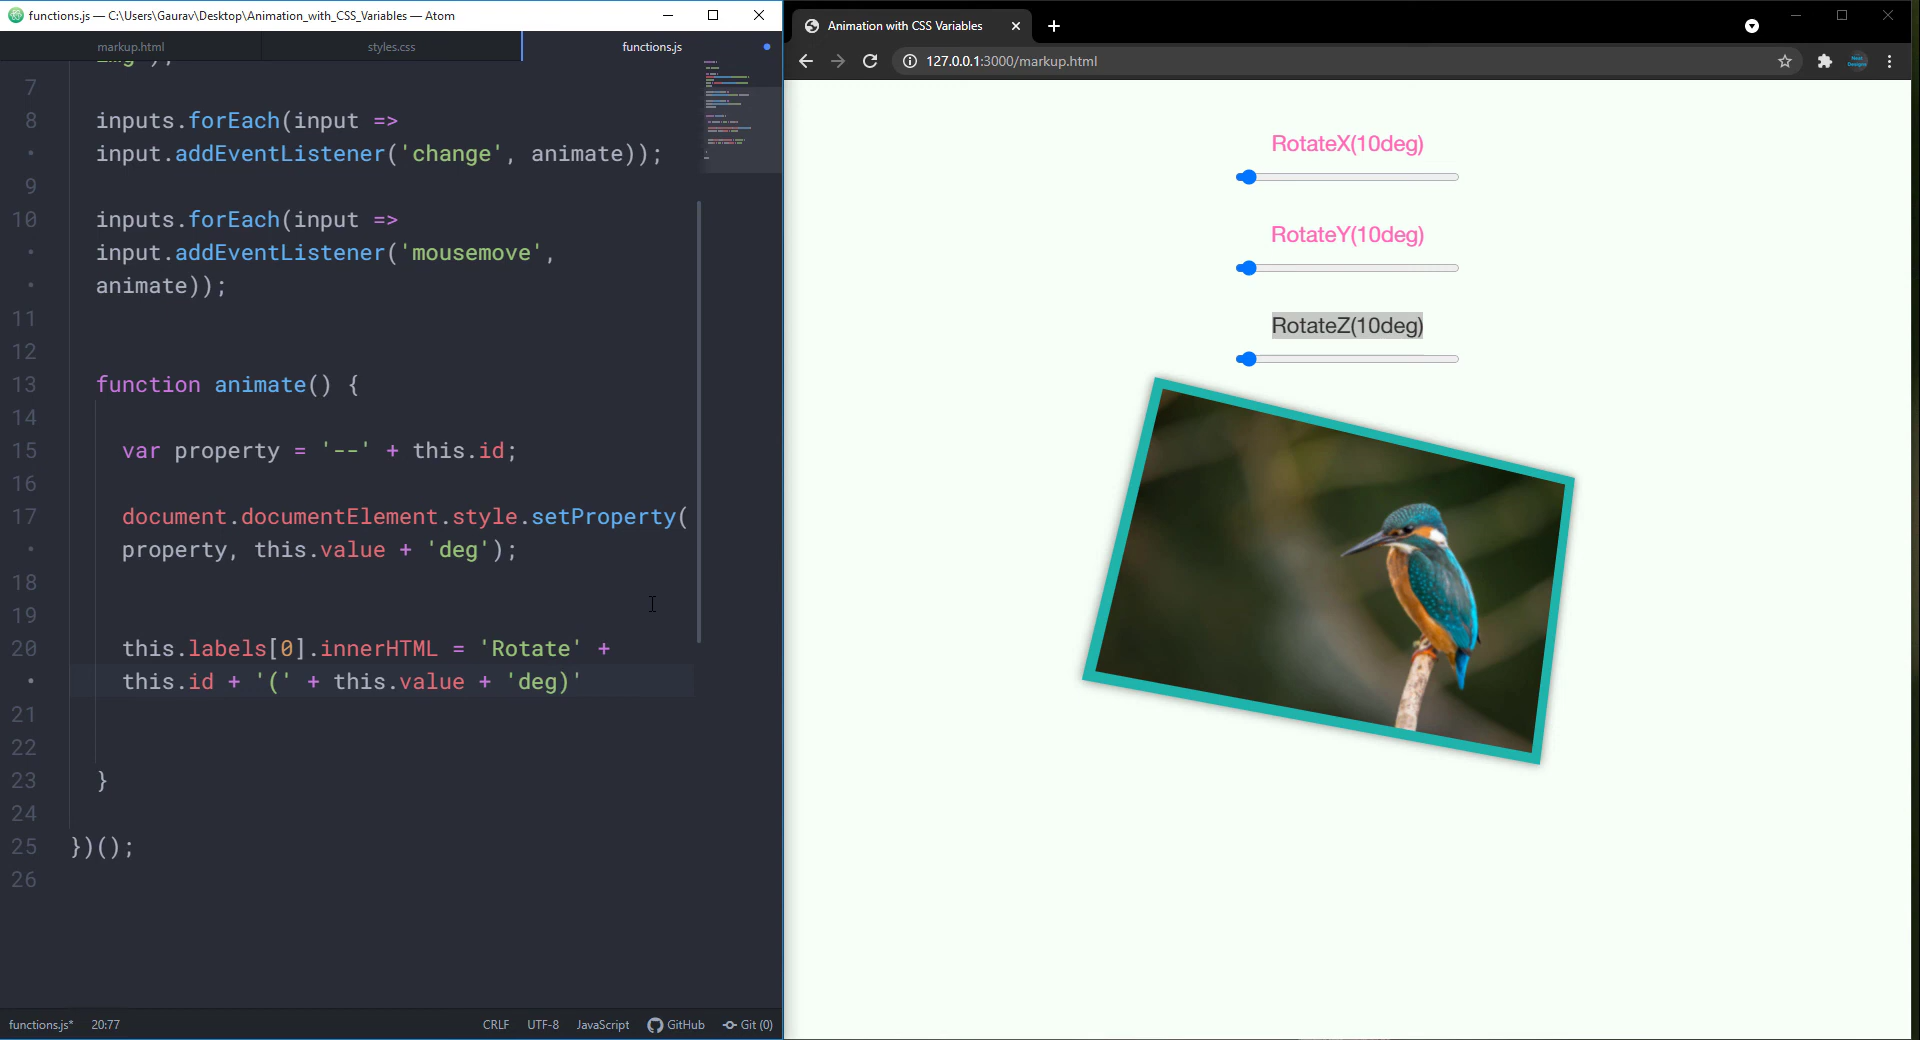 functions.js — C:\Users\Gaurav\Desktop\Animation_with_CSS_Variables — Atom
markup.html
styles.css
functions.js
7
8 inputs.forEach(input =>
input.addEventListener('change', animate));
9
10 inputs.forEach(input =>
input.addEventListener('mousemove',
animate));
11
12
13 function animate() {
14
15 var property = '--' + this.id;
16
17 document.documentElement.style.setProperty(
property, this.value + 'deg');
18
19
20 this.labels[0].innerHTML = 'Rotate' +
this.id + '(' + this.value + 'deg)'
21
22
23 }
24
25 })();
26
functions.js* 20:77 CRLF UTF-8 JavaScript GitHub Git (0)
Animation with CSS Variables
127.0.0.1:3000/markup.html
RotateX(10deg)
RotateY(10deg)
RotateZ(10deg)